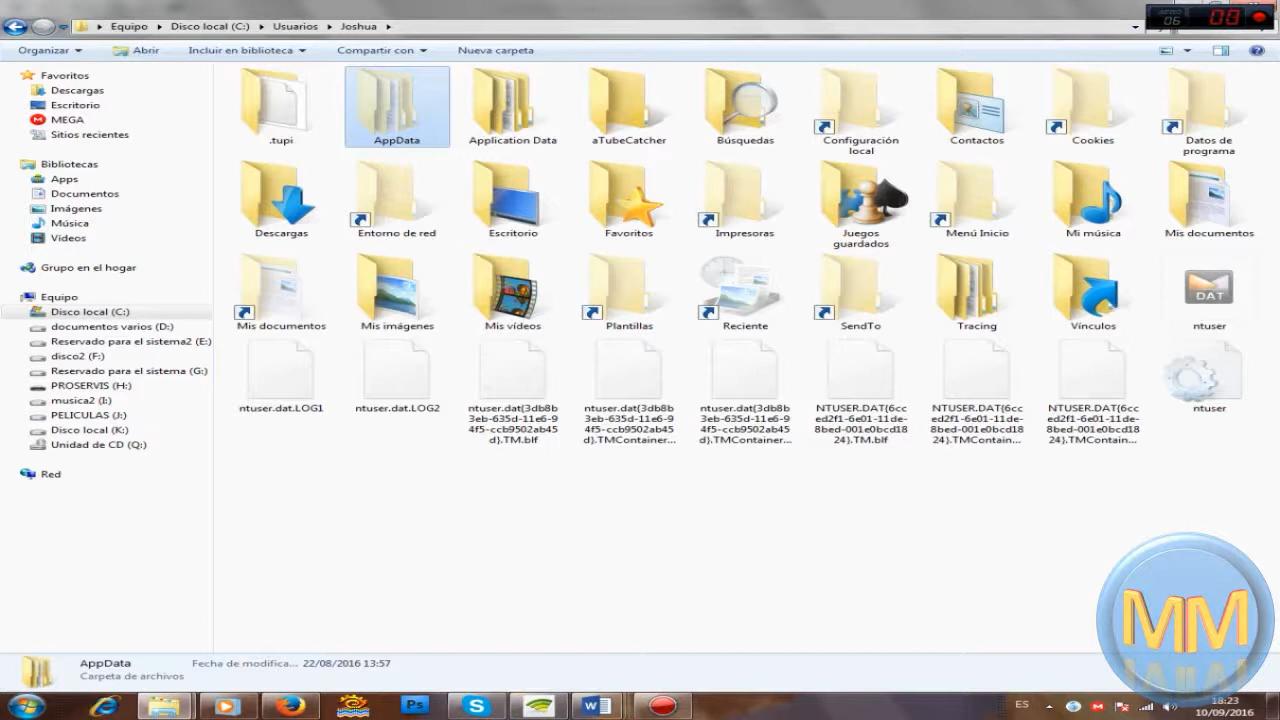 Equipo ▸ Disco local (C:) ▸ Usuarios ▸ Joshua ▸
06 00
Organizar Abrir Incluir en biblioteca Compartir con Nueva carpeta
Favoritos
Descargas
Escritorio
MEGA
Sitios recientes
Bibliotecas
Apps
Documentos
Imágenes
Música
Vídeos
Grupo en el hogar
Equipo
Disco local (C:)
documentos varios (D:)
Reservado para el sistema2 (E:)
disco2 (F:)
Reservado para el sistema (G:)
PROSERVIS (H:)
musica2 (I:)
PELICULAS (J:)
Disco local (K:)
Unidad de CD (Q:)
Red
.tupi
AppData
Application Data
aTubeCatcher
Búsquedas
Configuración
local
Contactos
Cookies
Datos de
programa
Descargas
Entorno de red
Escritorio
Favoritos
Impresoras
Juegos
guardados
Menú Inicio
Mi música
Mis documentos
Mis documentos
Mis imágenes
Mis vídeos
Plantillas
Reciente
SendTo
Tracing
Vínculos
DAT
ntuser
ntuser.dat.LOG1
ntuser.dat.LOG2
ntuser.dat{3db8b
3eb-635d-11e6-9
4f5-ccb9502ab45
d}.TM.blf
ntuser.dat{3db8b
3eb-635d-11e6-9
4f5-ccb9502ab45
d}.TMContainer...
ntuser.dat{3db8b
3eb-635d-11e6-9
4f5-ccb9502ab45
d}.TMContainer...
NTUSER.DAT{6cc
ed2f1-6e01-11de-
8bed-001e0bcd18
24}.TM.blf
NTUSER.DAT{6cc
ed2f1-6e01-11de-
8bed-001e0bcd18
24}.TMContain...
NTUSER.DAT{6cc
ed2f1-6e01-11de-
8bed-001e0bcd18
24}.TMContain...
ntuser
AppData Fecha de modifica... 22/08/2016 13:57
Carpeta de archivos
MM
Ps
ES
18:23
10/09/2016